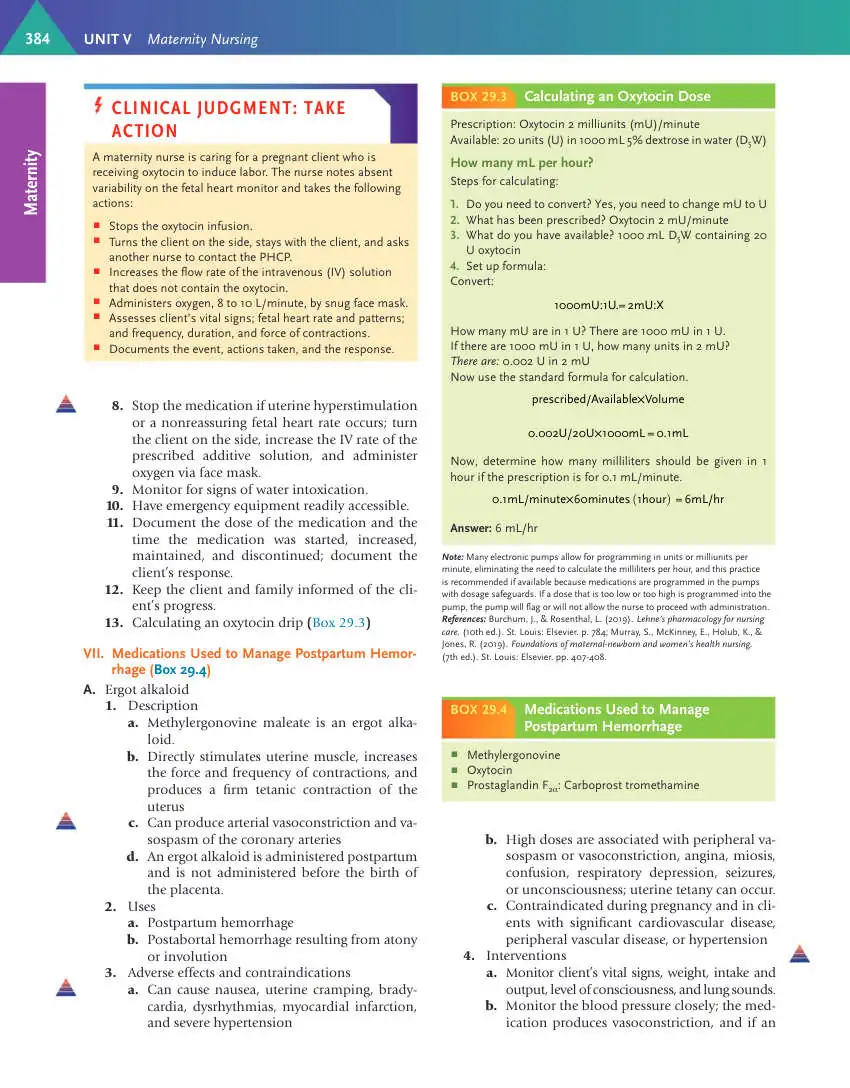 384
UNIT V Maternity Nursing
Maternity
CLINICAL JUDGMENT: TAKE
ACTION
A maternity nurse is caring for a pregnant client who is
receiving oxytocin to induce labor. The nurse notes absent
variability on the fetal heart monitor and takes the following
actions:
▪ Stops the oxytocin infusion.
▪ Turns the client on the side, stays with the client, and asks
another nurse to contact the PHCP.
▪ Increases the flow rate of the intravenous (IV) solution
that does not contain the oxytocin.
▪ Administers oxygen, 8 to 10 L/minute, by snug face mask.
▪ Assesses client's vital signs; fetal heart rate and patterns;
and frequency, duration, and force of contractions.
▪ Documents the event, actions taken, and the response.
8. Stop the medication if uterine hyperstimulation
or a nonreassuring fetal heart rate occurs; turn
the client on the side, increase the IV rate of the
prescribed additive solution, and administer
oxygen via face mask.
9. Monitor for signs of water intoxication.
10. Have emergency equipment readily accessible.
11. Document the dose of the medication and the
time the medication was started, increased,
maintained, and discontinued; document the
client's response.
12. Keep the client and family informed of the cli-
ent's progress.
13. Calculating an oxytocin drip (Box 29.3)
VII. Medications Used to Manage Postpartum Hemor-
rhage (Box 29.4)
A. Ergot alkaloid
1. Description
a. Methylergonovine maleate is an ergot alka-
loid.
b. Directly stimulates uterine muscle, increases
the force and frequency of contractions, and
produces a firm tetanic contraction of the
uterus
c. Can produce arterial vasoconstriction and va-
sospasm of the coronary arteries
d. An ergot alkaloid is administered postpartum
and is not administered before the birth of
the placenta.
2. Uses
a. Postpartum hemorrhage
b. Postabortal hemorrhage resulting from atony
or involution
3. Adverse effects and contraindications
a. Can cause nausea, uterine cramping, brady-
cardia, dysrhythmias, myocardial infarction,
and severe hypertension
BOX 29.3 Calculating an Oxytocin Dose
Prescription: Oxytocin 2 milliunits (mU)/minute
Available: 20 units (U) in 1000 mL 5% dextrose in water (D₅W)
How many mL per hour?
Steps for calculating:
1. Do you need to convert? Yes, you need to change mU to U
2. What has been prescribed? Oxytocin 2 mU/minute
3. What do you have available? 1000 mL D₅W containing 20
U oxytocin
4. Set up formula:
Convert:
1000mU:1U.=2mU:X
How many mU are in 1 U? There are 1000 mU in 1 U.
If there are 1000 mU in 1 U, how many units in 2 mU?
There are: 0.002 U in 2 mU
Now use the standard formula for calculation.
prescribed/Available×Volume
0.002U/20U×1000mL=0.1mL
Now, determine how many milliliters should be given in 1
hour if the prescription is for 0.1 mL/minute.
0.1mL/minute×60minutes (1hour) =6mL/hr
Answer: 6 mL/hr
Note: Many electronic pumps allow for programming in units or milliunits per
minute, eliminating the need to calculate the milliliters per hour, and this practice
is recommended if available because medications are programmed in the pumps
with dosage safeguards. If a dose that is too low or too high is programmed into the
pump, the pump will flag or will not allow the nurse to proceed with administration.
References: Burchum, J., & Rosenthal, L. (2019). Lehne's pharmacology for nursing
care. (10th ed.). St. Louis: Elsevier. p. 784; Murray, S., McKinney, E., Holub, K., &
Jones, R. (2019). Foundations of maternal-newborn and women's health nursing.
(7th ed.). St. Louis: Elsevier. pp. 407-408.
BOX 29.4 Medications Used to Manage
Postpartum Hemorrhage
▪ Methylergonovine
▪ Oxytocin
▪ Prostaglandin F₂α: Carboprost tromethamine
b. High doses are associated with peripheral va-
sospasm or vasoconstriction, angina, miosis,
confusion, respiratory depression, seizures,
or unconsciousness; uterine tetany can occur.
c. Contraindicated during pregnancy and in cli-
ents with significant cardiovascular disease,
peripheral vascular disease, or hypertension
4. Interventions
a. Monitor client's vital signs, weight, intake and
output, level of consciousness, and lung sounds.
b. Monitor the blood pressure closely; the med-
ication produces vasoconstriction, and if an